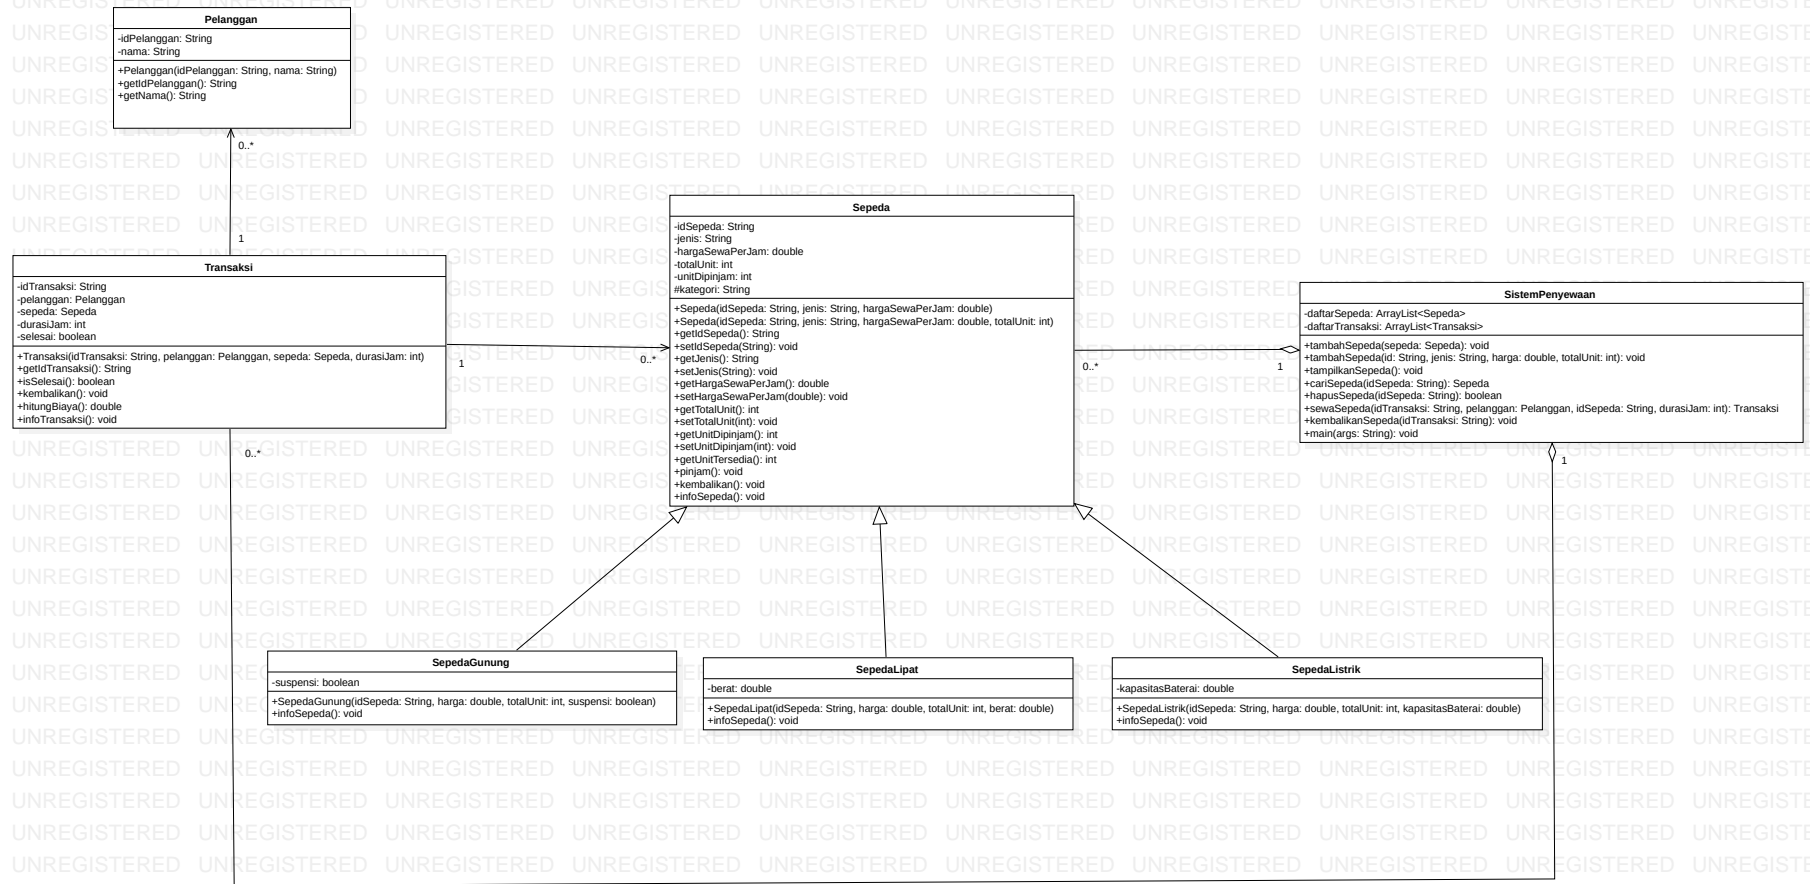 Pelanggan
-idPelanggan: String
-nama: String
+Pelanggan(idPelanggan: String, nama: String)
+getIdPelanggan(): String
+getNama(): String
0..*
1
Transaksi
-idTransaksi: String
-pelanggan: Pelanggan
-sepeda: Sepeda
-durasiJam: int
-selesai: boolean
+Transaksi(idTransaksi: String, pelanggan: Pelanggan, sepeda: Sepeda, durasiJam: int)
+getIdTransaksi(): String
+isSelesai(): boolean
+kembalikan(): void
+hitungBiaya(): double
+infoTransaksi(): void
1
0..*
0..*
Sepeda
-idSepeda: String
-jenis: String
-hargaSewaPerJam: double
-totalUnit: int
-unitDipinjam: int
#kategori: String
+Sepeda(idSepeda: String, jenis: String, hargaSewaPerJam: double)
+Sepeda(idSepeda: String, jenis: String, hargaSewaPerJam: double, totalUnit: int)
+getIdSepeda(): String
+setIdSepeda(String): void
+getJenis(): String
+setJenis(String): void
+getHargaSewaPerJam(): double
+setHargaSewaPerJam(double): void
+getTotalUnit(): int
+setTotalUnit(int): void
+getUnitDipinjam(): int
+setUnitDipinjam(int): void
+getUnitTersedia(): int
+pinjam(): void
+kembalikan(): void
+infoSepeda(): void
0..*
1
SistemPenyewaan
-daftarSepeda: ArrayList<Sepeda>
-daftarTransaksi: ArrayList<Transaksi>
+tambahSepeda(sepeda: Sepeda): void
+tambahSepeda(id: String, jenis: String, harga: double, totalUnit: int): void
+tampilkanSepeda(): void
+cariSepeda(idSepeda: String): Sepeda
+hapusSepeda(idSepeda: String): boolean
+sewaSepeda(idTransaksi: String, pelanggan: Pelanggan, idSepeda: String, durasiJam: int): Transaksi
+kembalikanSepeda(idTransaksi: String): void
+main(args: String): void
1
SepedaGunung
-suspensi: boolean
+SepedaGunung(idSepeda: String, harga: double, totalUnit: int, suspensi: boolean)
+infoSepeda(): void
SepedaLipat
-berat: double
+SepedaLipat(idSepeda: String, harga: double, totalUnit: int, berat: double)
+infoSepeda(): void
SepedaListrik
-kapasitasBaterai: double
+SepedaListrik(idSepeda: String, harga: double, totalUnit: int, kapasitasBaterai: double)
+infoSepeda(): void
UNREGISTERED